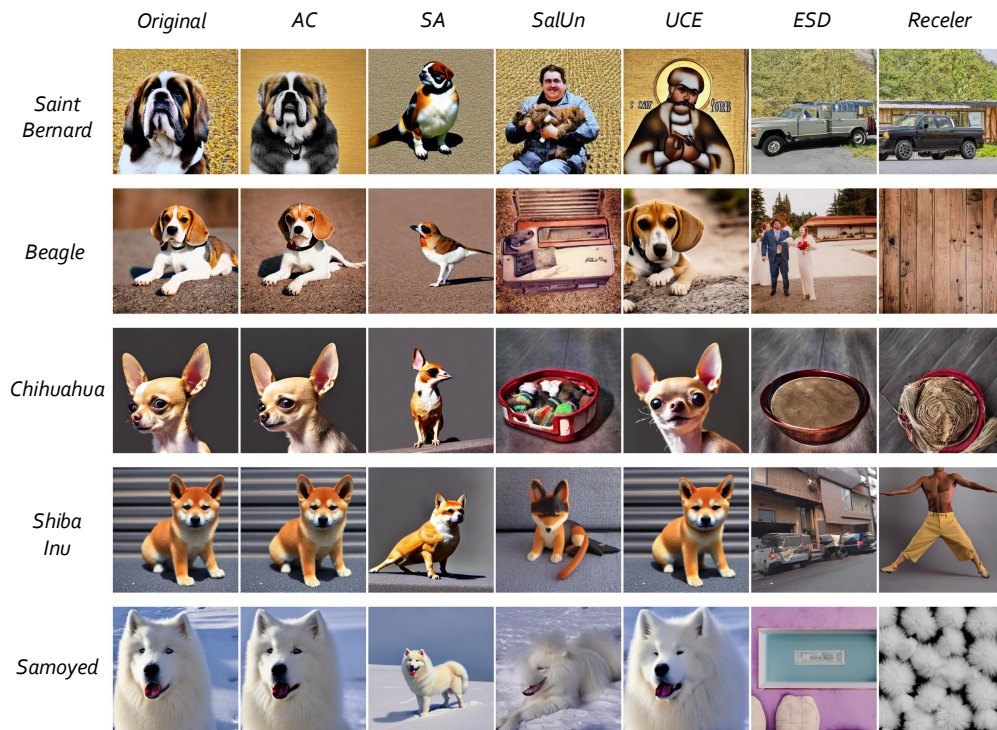 Original AC SA SalUn UCE ESD Receler
Saint
Bernard
Beagle
Chihuahua
Shiba
Inu
Samoyed